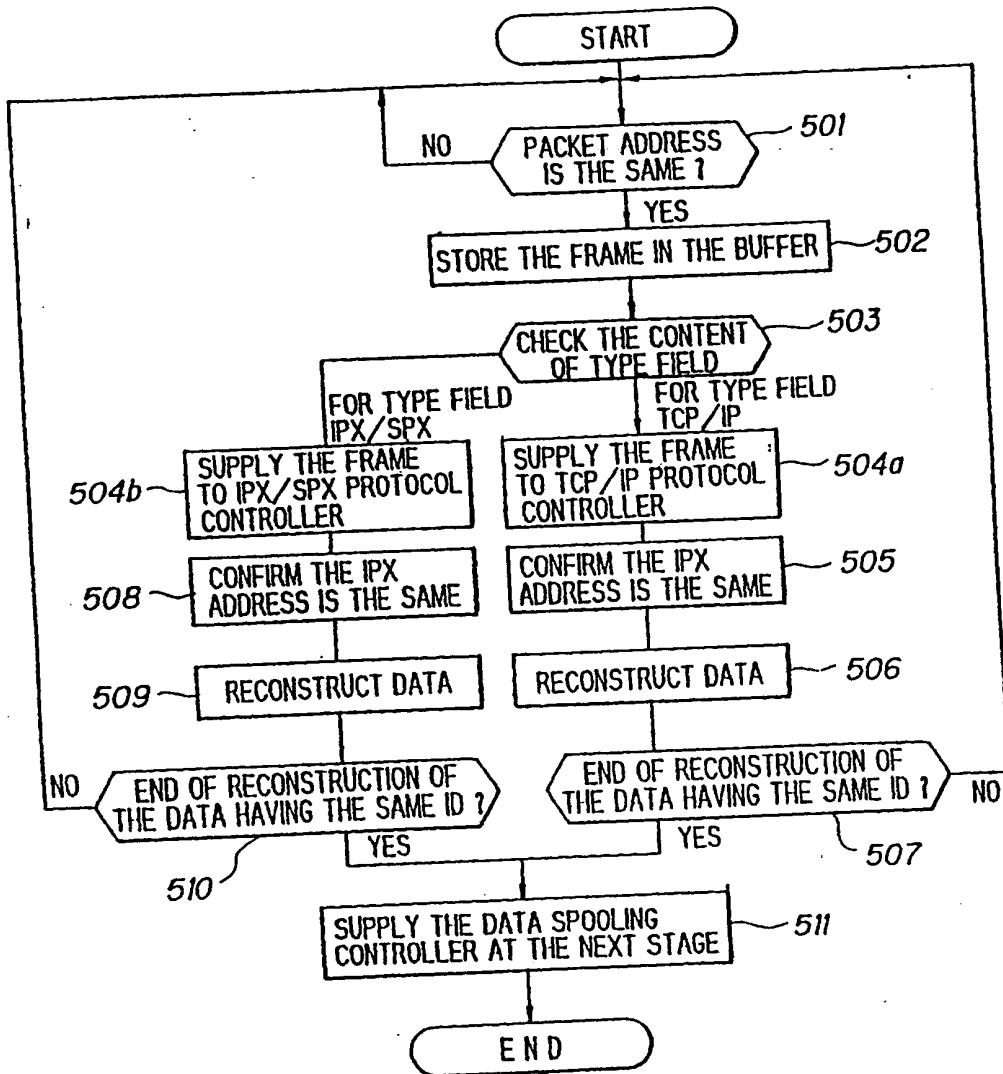 START
NO
PACKET ADDRESS
IS THE SAME ?
501
YES
STORE THE FRAME IN THE BUFFER
502
CHECK THE CONTENT
OF TYPE FIELD
503
FOR TYPE FIELD
IPX/SPX
FOR TYPE FIELD
TCP/IP
504b
SUPPLY THE FRAME
TO IPX/SPX PROTOCOL
CONTROLLER
SUPPLY THE FRAME
TO TCP/IP PROTOCOL
CONTROLLER
504a
508
CONFIRM THE IPX
ADDRESS IS THE SAME
CONFIRM THE IPX
ADDRESS IS THE SAME
505
509
RECONSTRUCT DATA
RECONSTRUCT DATA
506
NO
END OF RECONSTRUCTION OF
THE DATA HAVING THE SAME ID ?
END OF RECONSTRUCTION OF
THE DATA HAVING THE SAME ID ?
NO
510
YES
YES
507
SUPPLY THE DATA SPOOLING
CONTROLLER AT THE NEXT STAGE
511
END